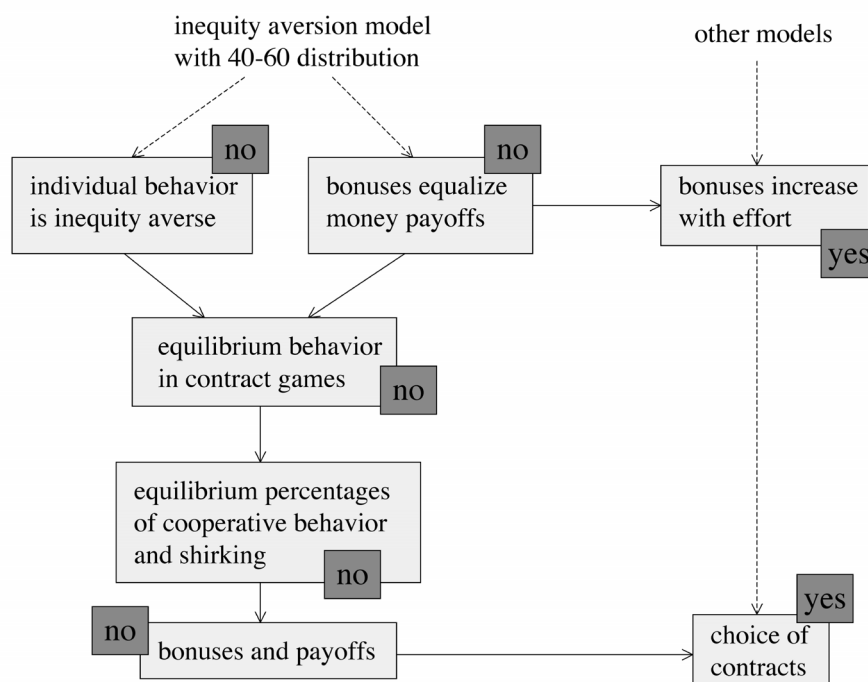 inequity aversion model
with 40-60 distribution
other models
no
individual behavior
is inequity averse
no
bonuses equalize
money payoffs
bonuses increase
with effort
yes
equilibrium behavior
in contract games
no
equilibrium percentages
of cooperative behavior
and shirking
no
no
bonuses and payoffs
yes
choice of
contracts